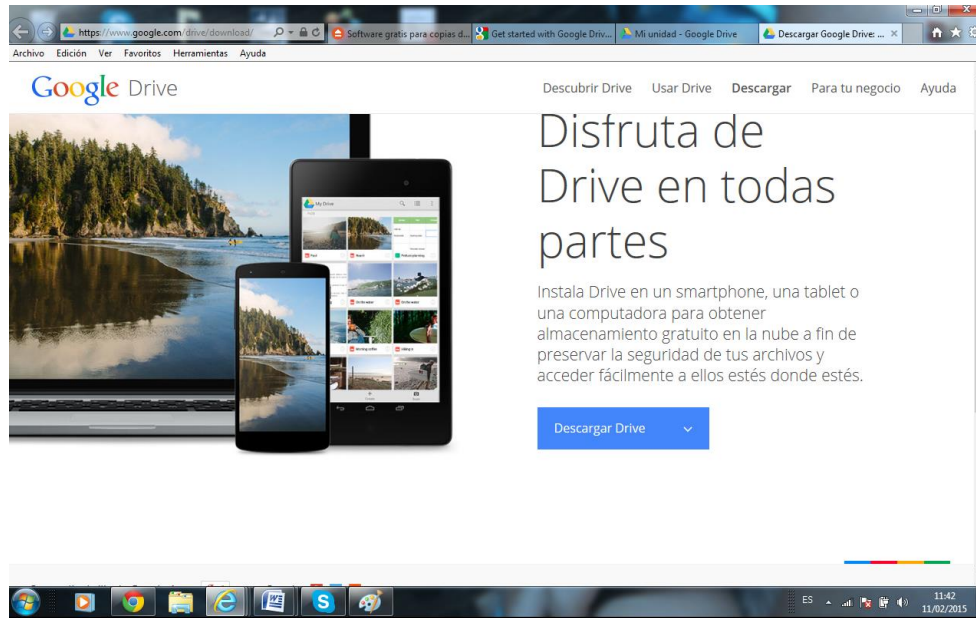 https://www.google.com/drive/download/
Software gratis para copias d...
Get started with Google Driv...
Mi unidad - Google Drive
Descargar Google Drive: ...
Archivo Edición Ver Favoritos Herramientas Ayuda
Google Drive
Descubrir Drive Usar Drive Descargar Para tu negocio Ayuda
Disfruta de
Drive en todas
partes
Instala Drive en un smartphone, una tablet o
una computadora para obtener
almacenamiento gratuito en la nube a fin de
preservar la seguridad de tus archivos y
acceder fácilmente a ellos estés donde estés.
Descargar Drive
My Drive
ES
11:42
11/02/2015